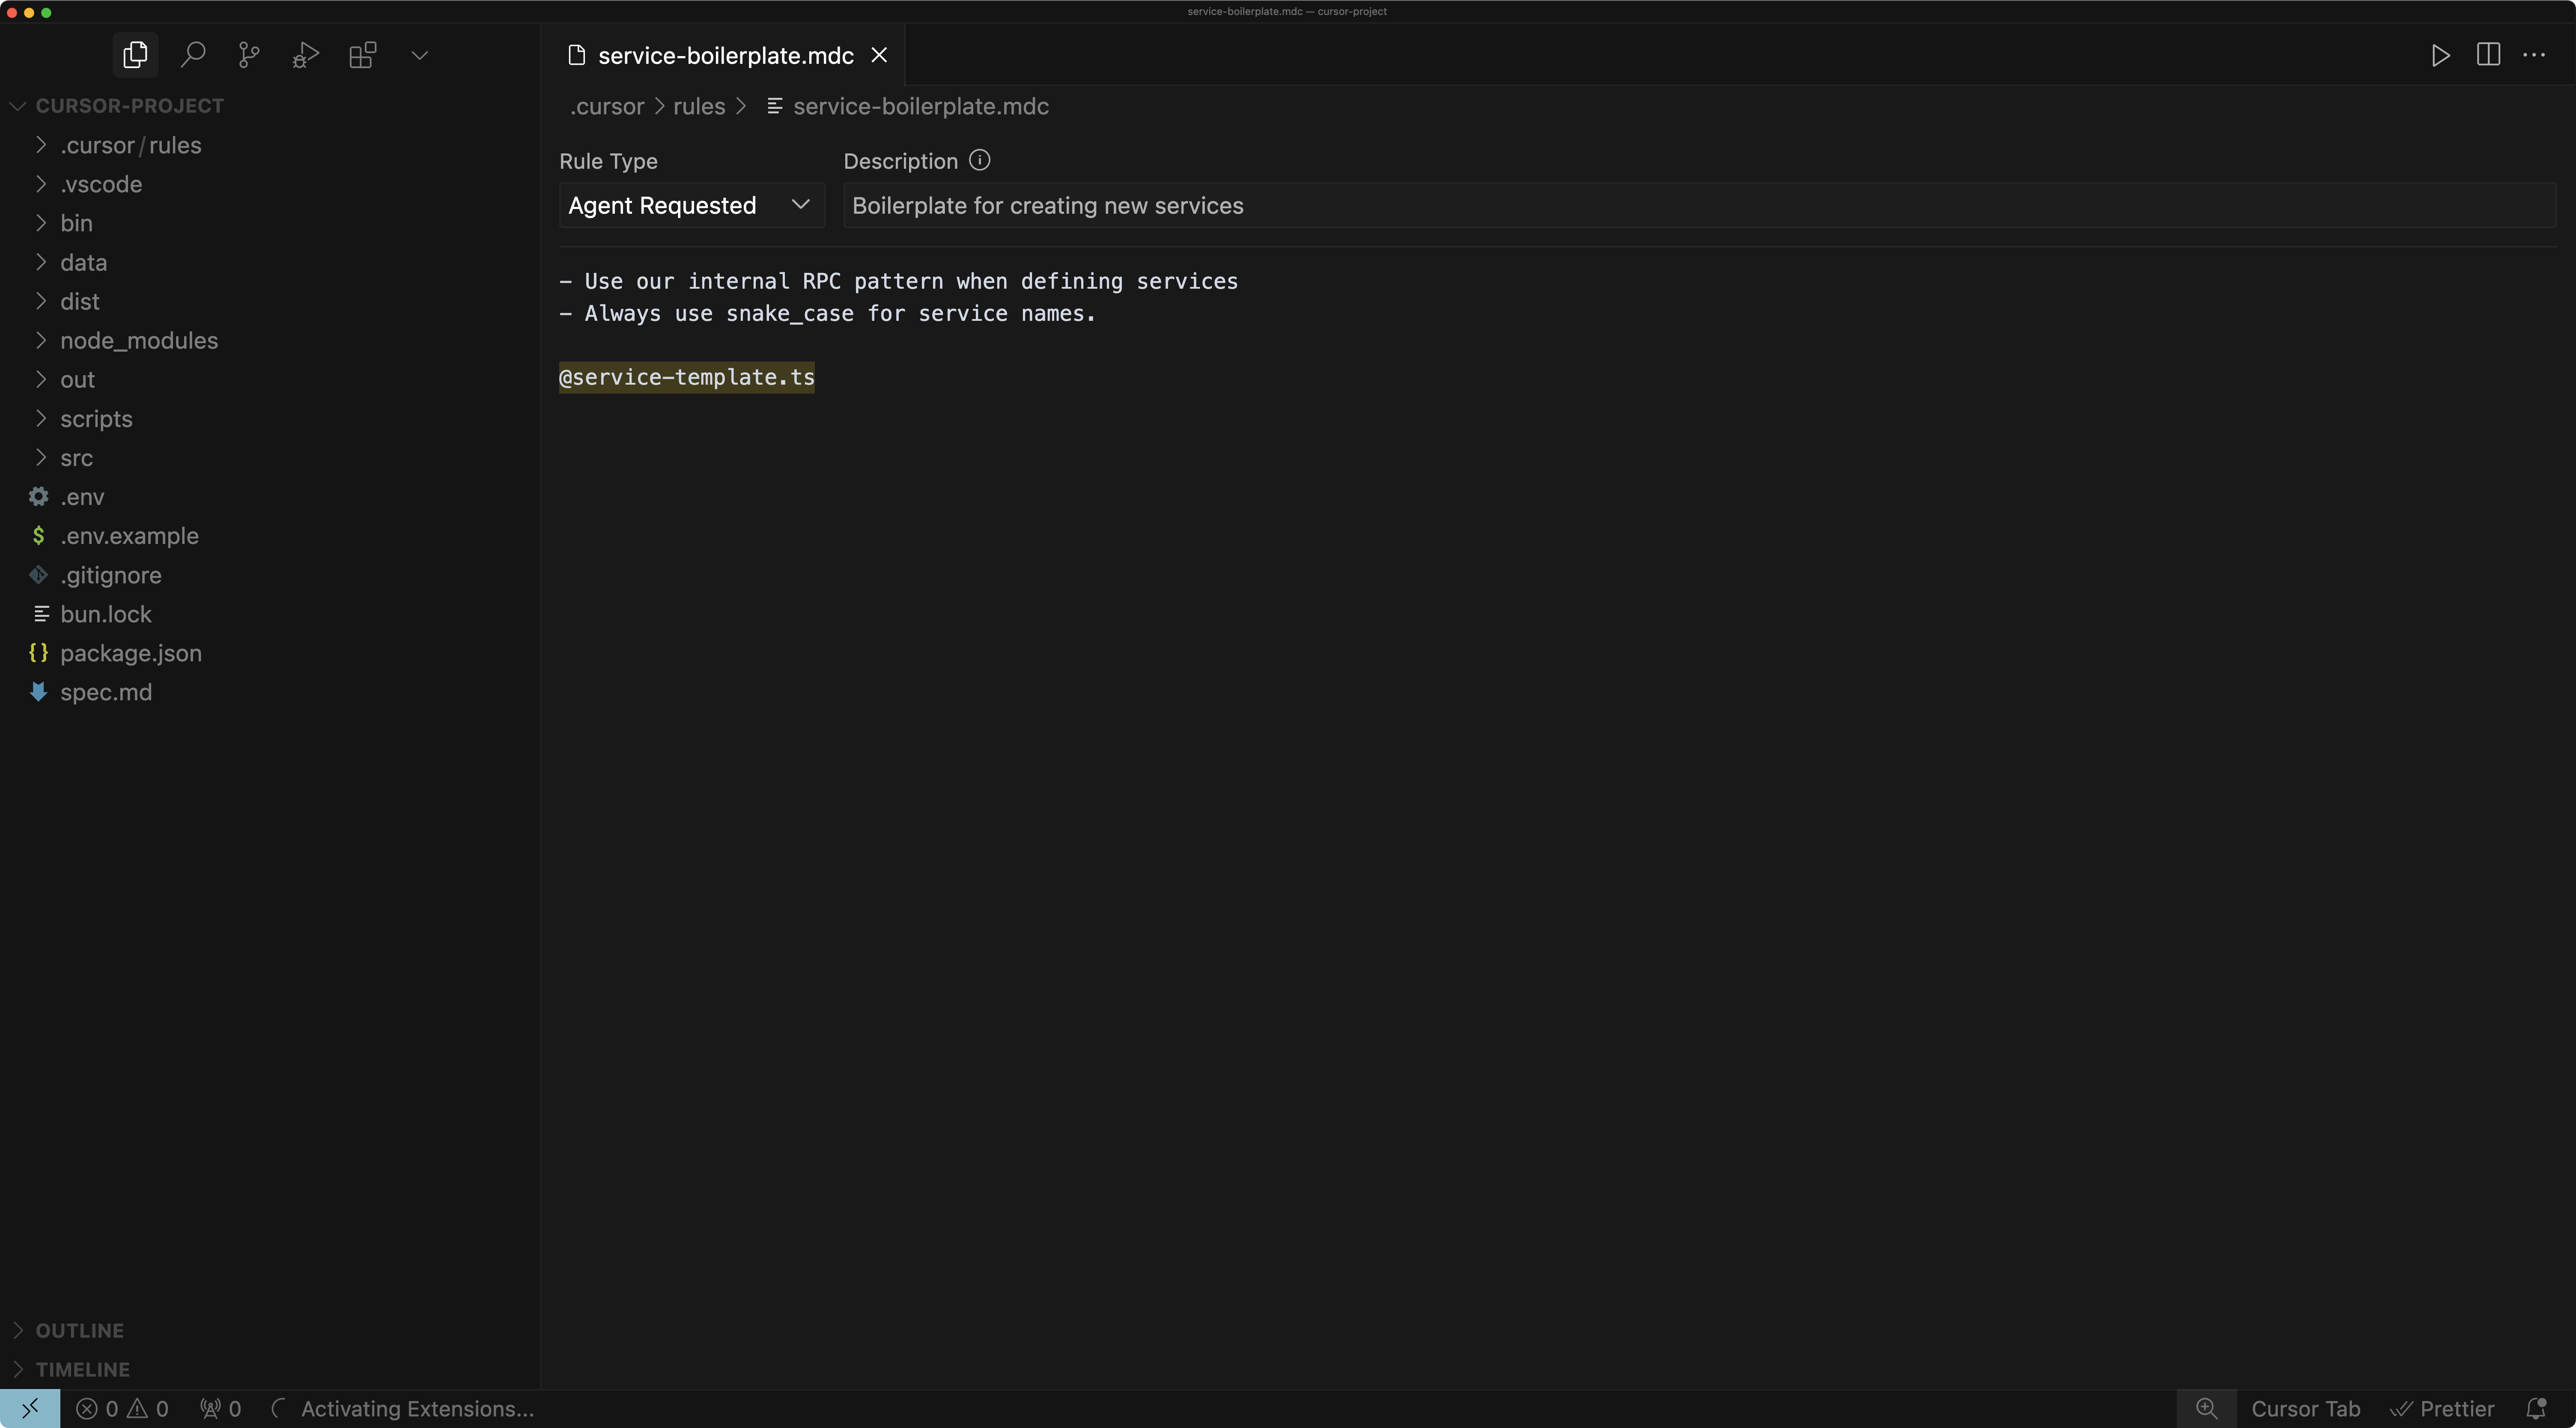 service-boilerplate.mdc — cursor-project
service-boilerplate.mdc
CURSOR-PROJECT
.cursor/rules
.vscode
bin
data
dist
node_modules
out
scripts
src
.env
$ .env.example
.gitignore
bun.lock
{} package.json
spec.md
OUTLINE
TIMELINE
.cursor > rules > service-boilerplate.mdc
Rule Type
Agent Requested
Description
Boilerplate for creating new services
- Use our internal RPC pattern when defining services
- Always use snake_case for service names.
@service-template.ts
0 0 0 Activating Extensions...
Cursor Tab Prettier